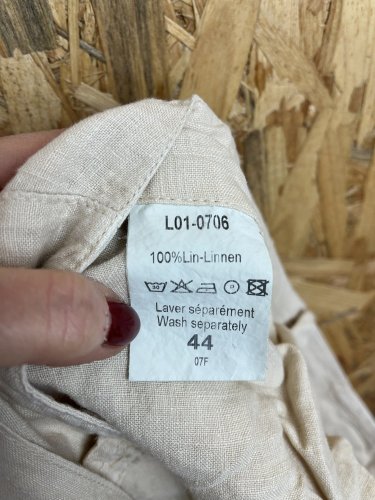 L01-0706
100%Lin-Linnen
Laver séparément
Wash separately
44
07F